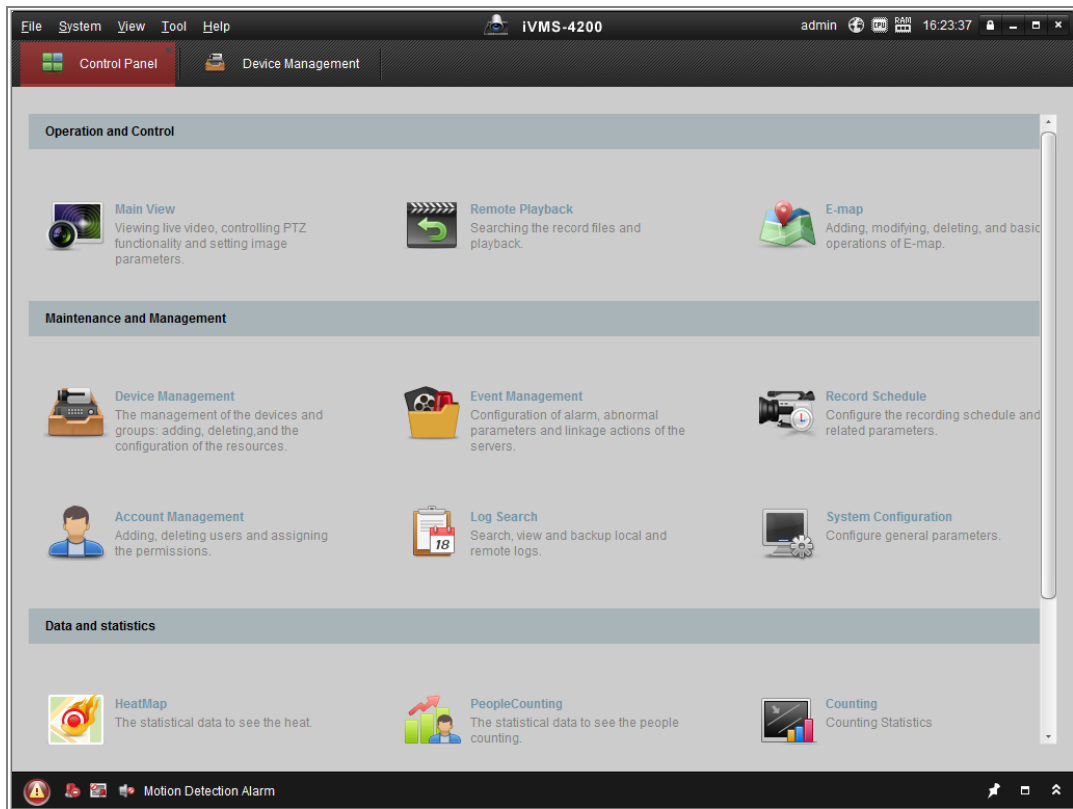 File System View Tool Help iVMS-4200 admin CPU RAM 16:23:37
Control Panel Device Management
Operation and Control
Main View
Viewing live video, controlling PTZ
functionality and setting image
parameters.
Remote Playback
Searching the record files and
playback.
E-map
Adding, modifying, deleting, and basic
operations of E-map.
Maintenance and Management
Device Management
The management of the devices and
groups: adding, deleting,and the
configuration of the resources.
Event Management
Configuration of alarm, abnormal
parameters and linkage actions of the
servers.
Record Schedule
Configure the recording schedule and
related parameters.
Account Management
Adding, deleting users and assigning
the permissions.
18
Log Search
Search, view and backup local and
remote logs.
System Configuration
Configure general parameters.
Data and statistics
HeatMap
The statistical data to see the heat.
PeopleCounting
The statistical data to see the people
counting.
Counting
Counting Statistics
Motion Detection Alarm